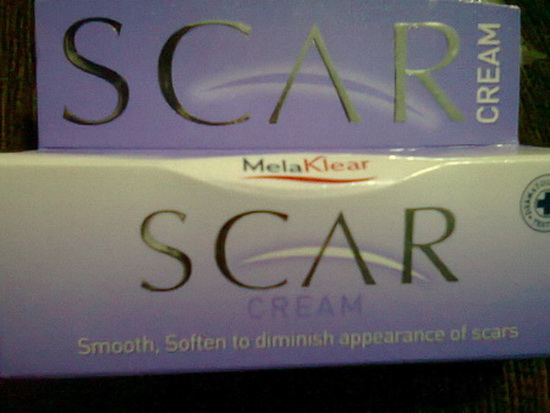 SCAR
CREAM
MelaKlear
SCAR
CREAM
Smooth, Soften to diminish appearance of scars